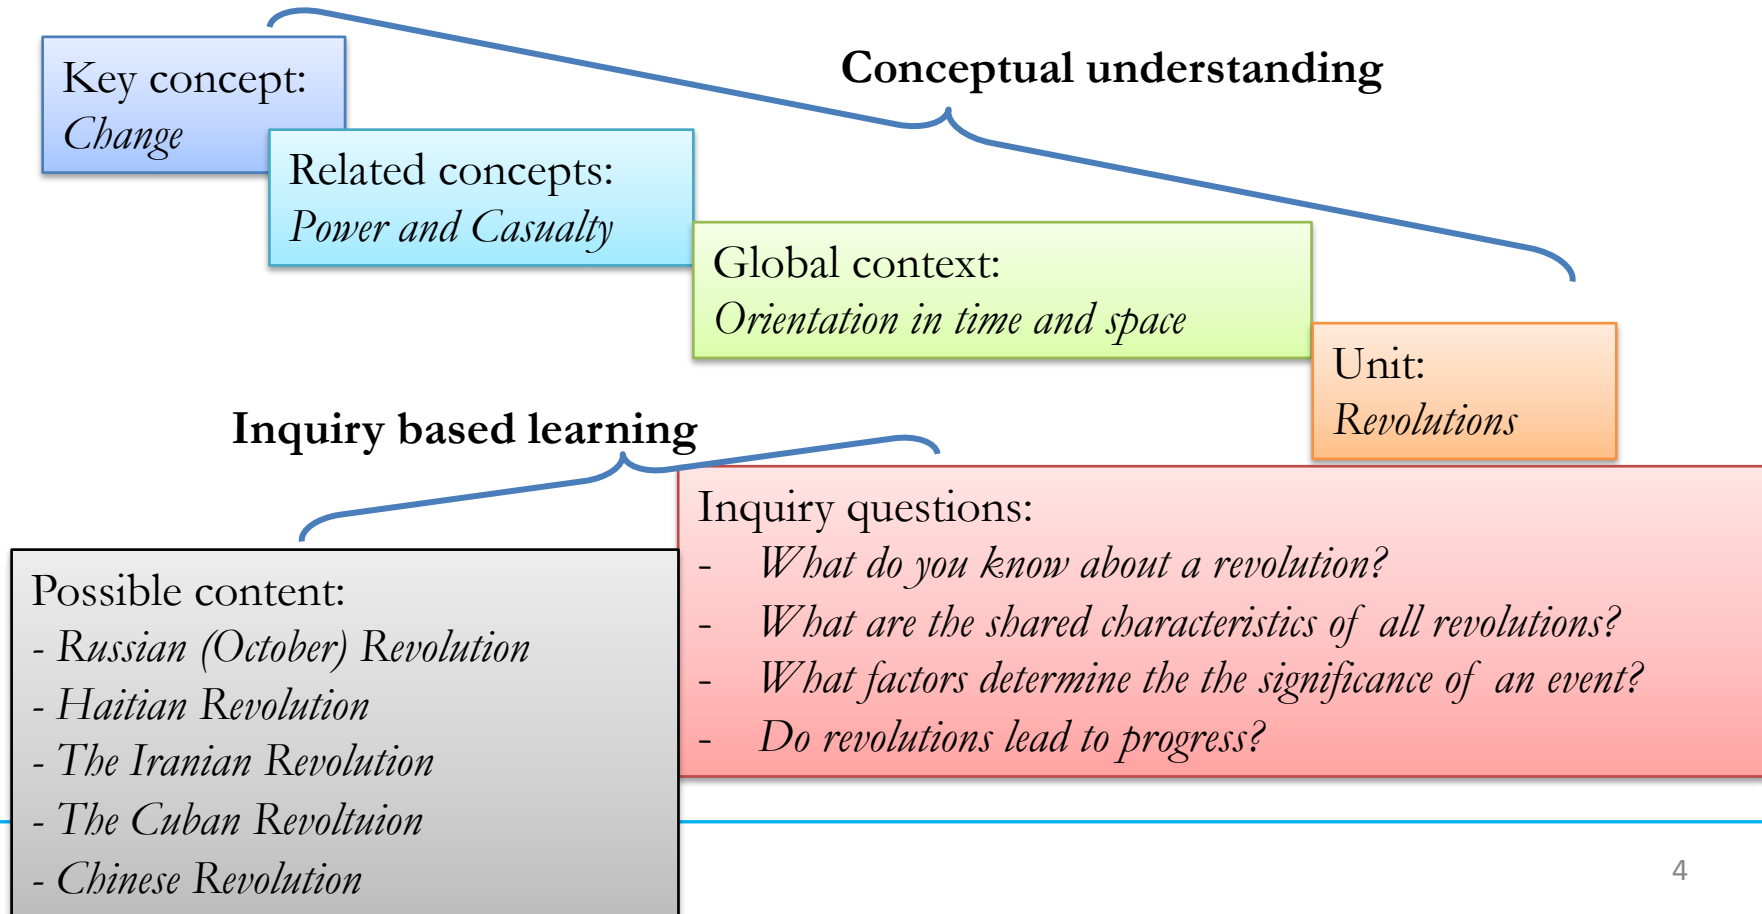 Key concept:
Change
Conceptual understanding
Related concepts:
Power and Casualty
Global context:
Orientation in time and space
Unit:
Revolutions
Inquiry based learning
Inquiry questions:
- What do you know about a revolution?
- What are the shared characteristics of all revolutions?
- What factors determine the the significance of an event?
- Do revolutions lead to progress?
Possible content:
- Russian (October) Revolution
- Haitian Revolution
- The Iranian Revolution
- The Cuban Revoltuion
- Chinese Revolution
4